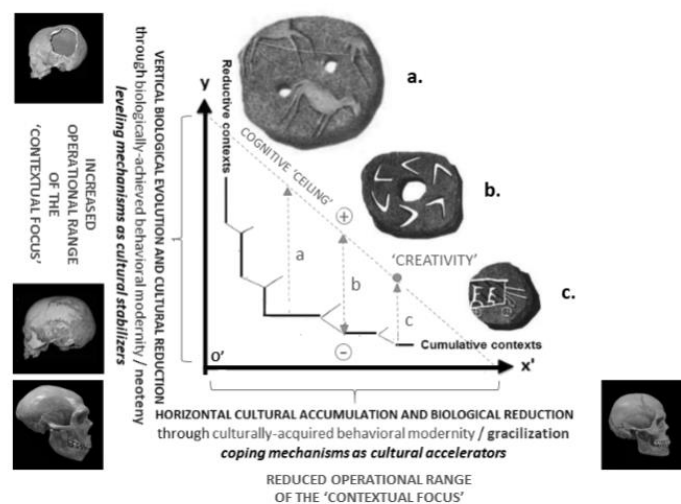 INCREASED
OPERATIONAL RANGE
OF THE
'CONTEXTUAL FOCUS'
VERTICAL BIOLOGICAL EVOLUTION AND CULTURAL REDUCTION
through biologically-achieved behavioral modernity / neoteny
leveling mechanisms as cultural stabilizers
y
Reductive contexts
COGNITIVE 'CEILING'
a.
b.
c.
+
'CREATIVITY'
a
b
c
−
Cumulative contexts
O'
x'
HORIZONTAL CULTURAL ACCUMULATION AND BIOLOGICAL REDUCTION
through culturally-acquired behavioral modernity / gracilization
coping mechanisms as cultural accelerators
REDUCED OPERATIONAL RANGE
OF THE 'CONTEXTUAL FOCUS'